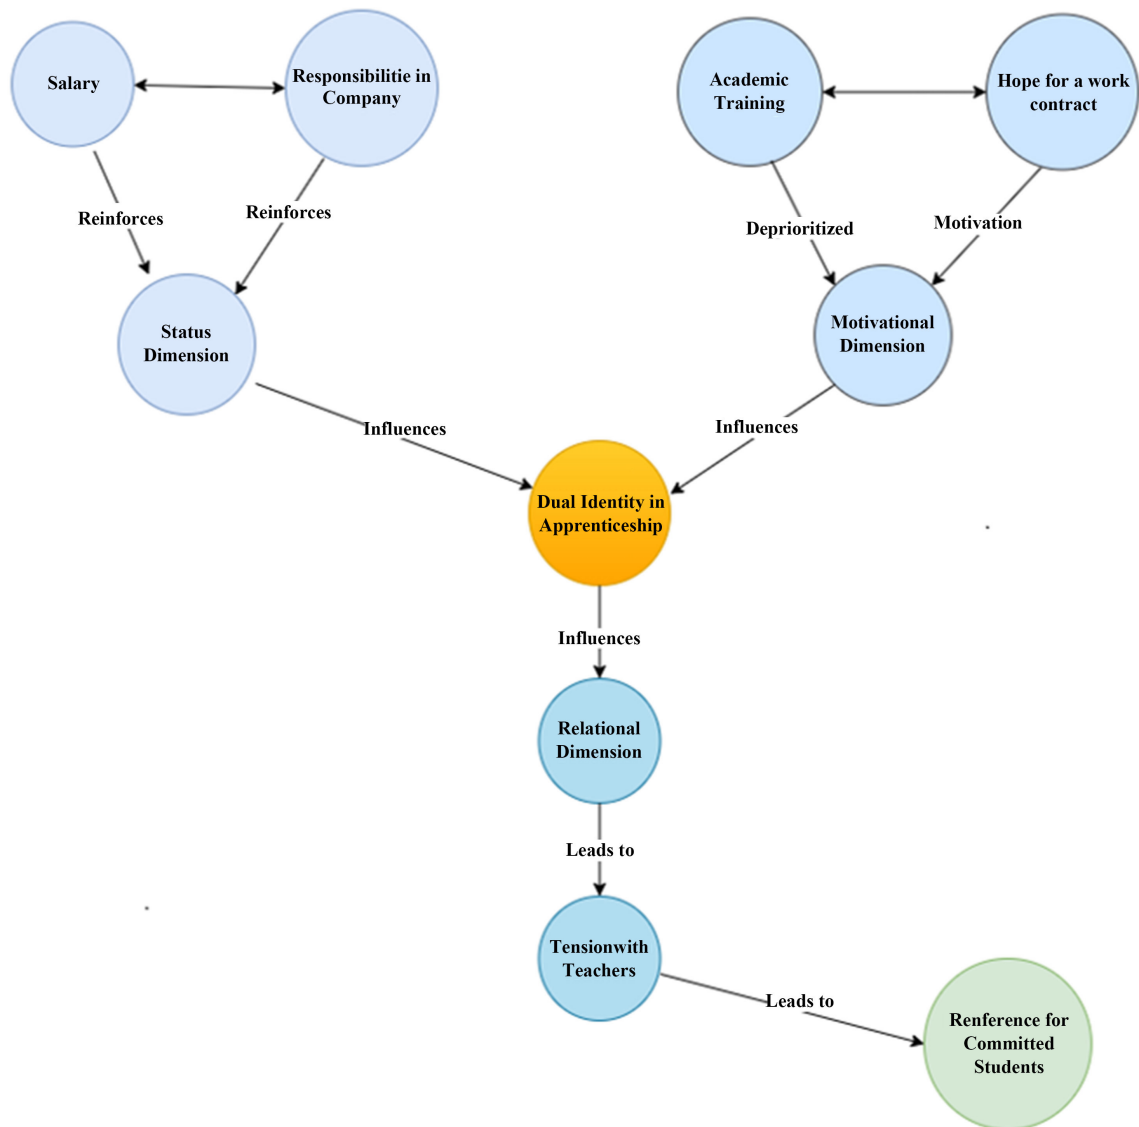 Salary
Responsibilitie in
Company
Academic
Training
Hope for a work
contract
Reinforces
Reinforces
Deprioritized
Motivation
Status
Dimension
Motivational
Dimension
Influences
Influences
Dual Identity in
Apprenticeship
Influences
Relational
Dimension
Leads to
Tensionwith
Teachers
Leads to
Renference for
Committed
Students